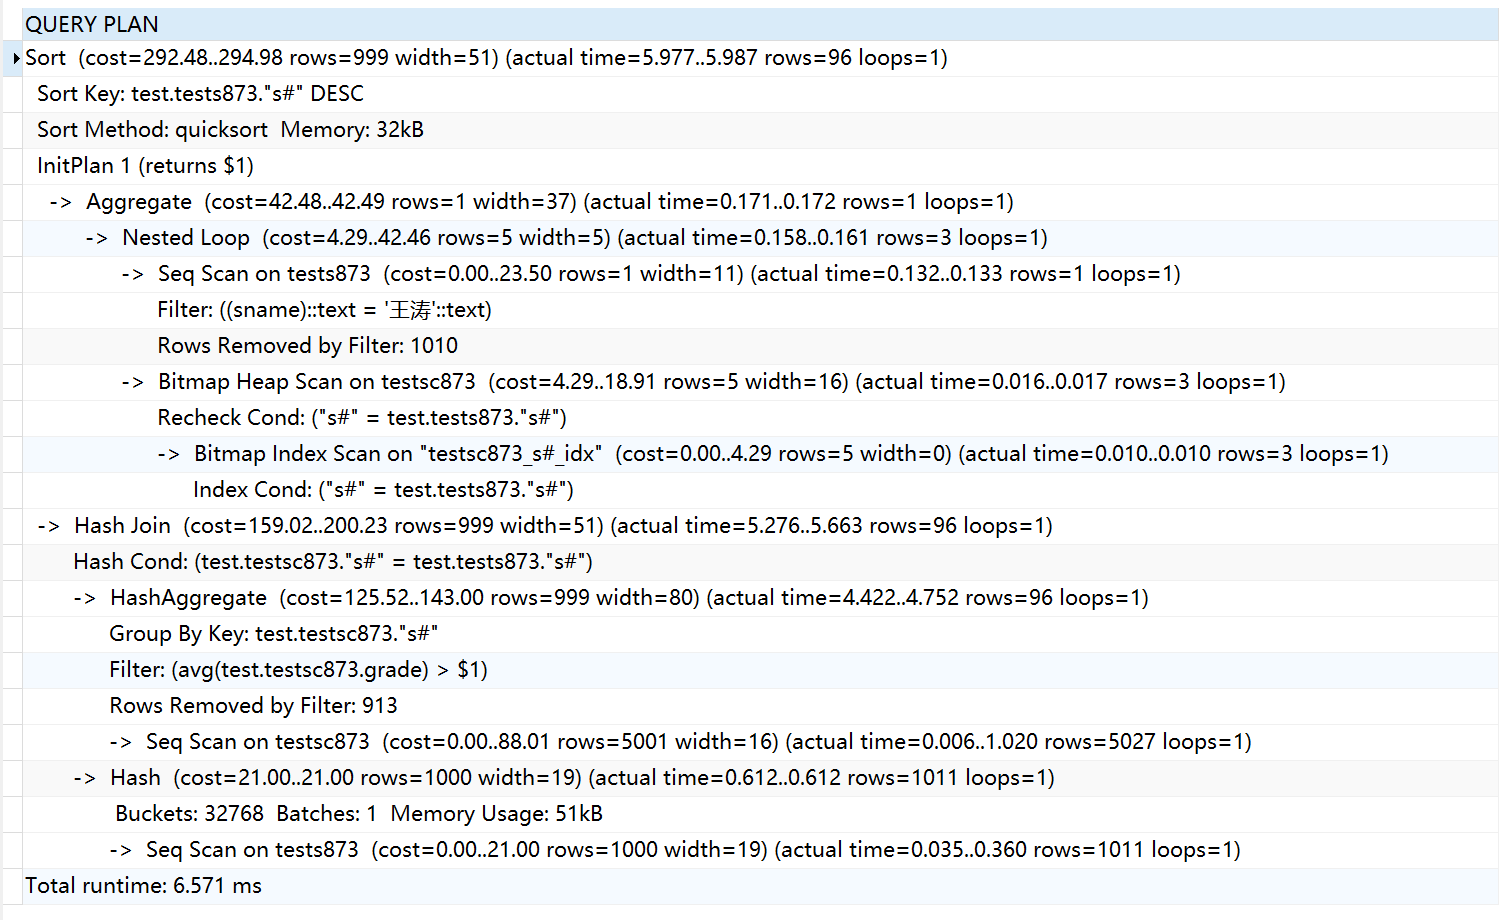 QUERY PLAN
Sort  (cost=292.48..294.98 rows=999 width=51) (actual time=5.977..5.987 rows=96 loops=1)
Sort Key: test.tests873."s#" DESC
Sort Method: quicksort  Memory: 32kB
InitPlan 1 (returns $1)
->  Aggregate  (cost=42.48..42.49 rows=1 width=37) (actual time=0.171..0.172 rows=1 loops=1)
->  Nested Loop  (cost=4.29..42.46 rows=5 width=5) (actual time=0.158..0.161 rows=3 loops=1)
->  Seq Scan on tests873  (cost=0.00..23.50 rows=1 width=11) (actual time=0.132..0.133 rows=1 loops=1)
Filter: ((sname)::text = '王涛'::text)
Rows Removed by Filter: 1010
->  Bitmap Heap Scan on testsc873  (cost=4.29..18.91 rows=5 width=16) (actual time=0.016..0.017 rows=3 loops=1)
Recheck Cond: ("s#" = test.tests873."s#")
->  Bitmap Index Scan on "testsc873_s#_idx"  (cost=0.00..4.29 rows=5 width=0) (actual time=0.010..0.010 rows=3 loops=1)
Index Cond: ("s#" = test.tests873."s#")
->  Hash Join  (cost=159.02..200.23 rows=999 width=51) (actual time=5.276..5.663 rows=96 loops=1)
Hash Cond: (test.testsc873."s#" = test.tests873."s#")
->  HashAggregate  (cost=125.52..143.00 rows=999 width=80) (actual time=4.422..4.752 rows=96 loops=1)
Group By Key: test.testsc873."s#"
Filter: (avg(test.testsc873.grade) > $1)
Rows Removed by Filter: 913
->  Seq Scan on testsc873  (cost=0.00..88.01 rows=5001 width=16) (actual time=0.006..1.020 rows=5027 loops=1)
->  Hash  (cost=21.00..21.00 rows=1000 width=19) (actual time=0.612..0.612 rows=1011 loops=1)
Buckets: 32768  Batches: 1  Memory Usage: 51kB
->  Seq Scan on tests873  (cost=0.00..21.00 rows=1000 width=19) (actual time=0.035..0.360 rows=1011 loops=1)
Total runtime: 6.571 ms